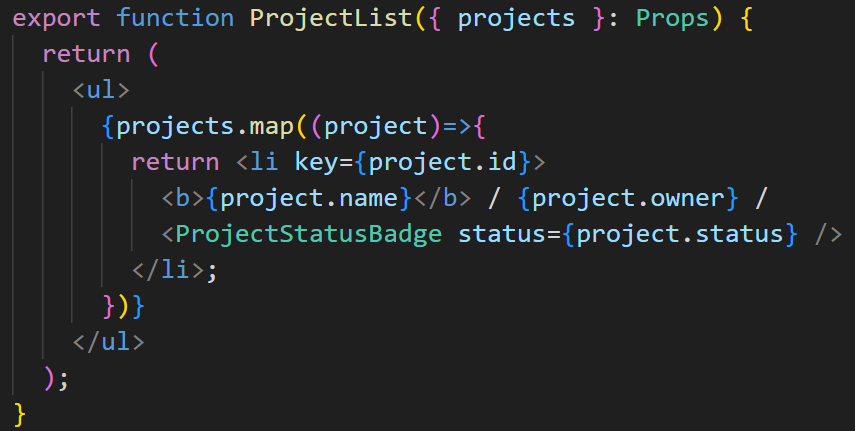 export function ProjectList({ projects }: Props) {
  return (
    <ul>
      {projects.map((project)=>{
        return <li key={project.id}>
          <b>{project.name}</b> / {project.owner} /
          <ProjectStatusBadge status={project.status} />
        </li>;
      })}
    </ul>
  );
}